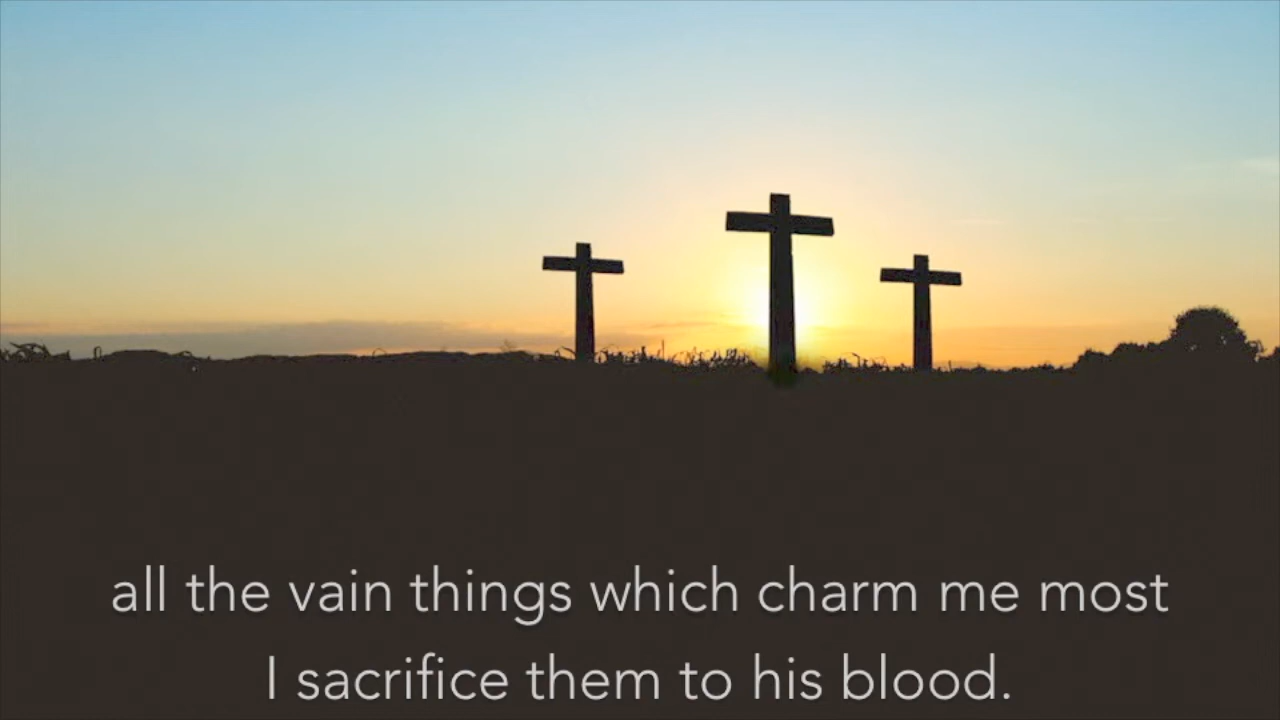 all the vain things which charm me most
I sacrifice them to his blood.